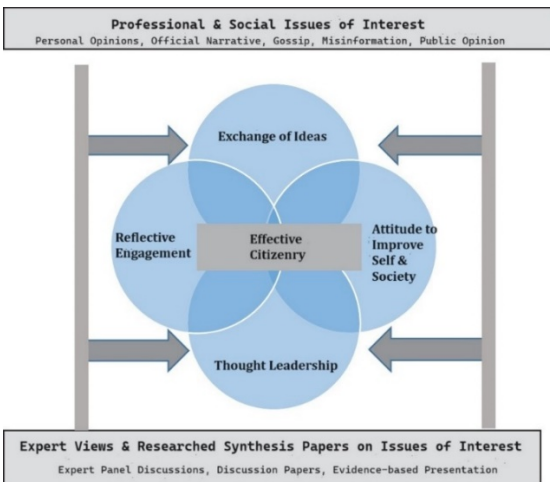 Professional & Social Issues of Interest
Personal Opinions, Official Narrative, Gossip, Misinformation, Public Opinion
Exchange of Ideas
Reflective
Engagement
Effective
Citizenry
Attitude to
Improve
Self &
Society
Thought Leadership
Expert Views & Researched Synthesis Papers on Issues of Interest
Expert Panel Discussions, Discussion Papers, Evidence-based Presentation